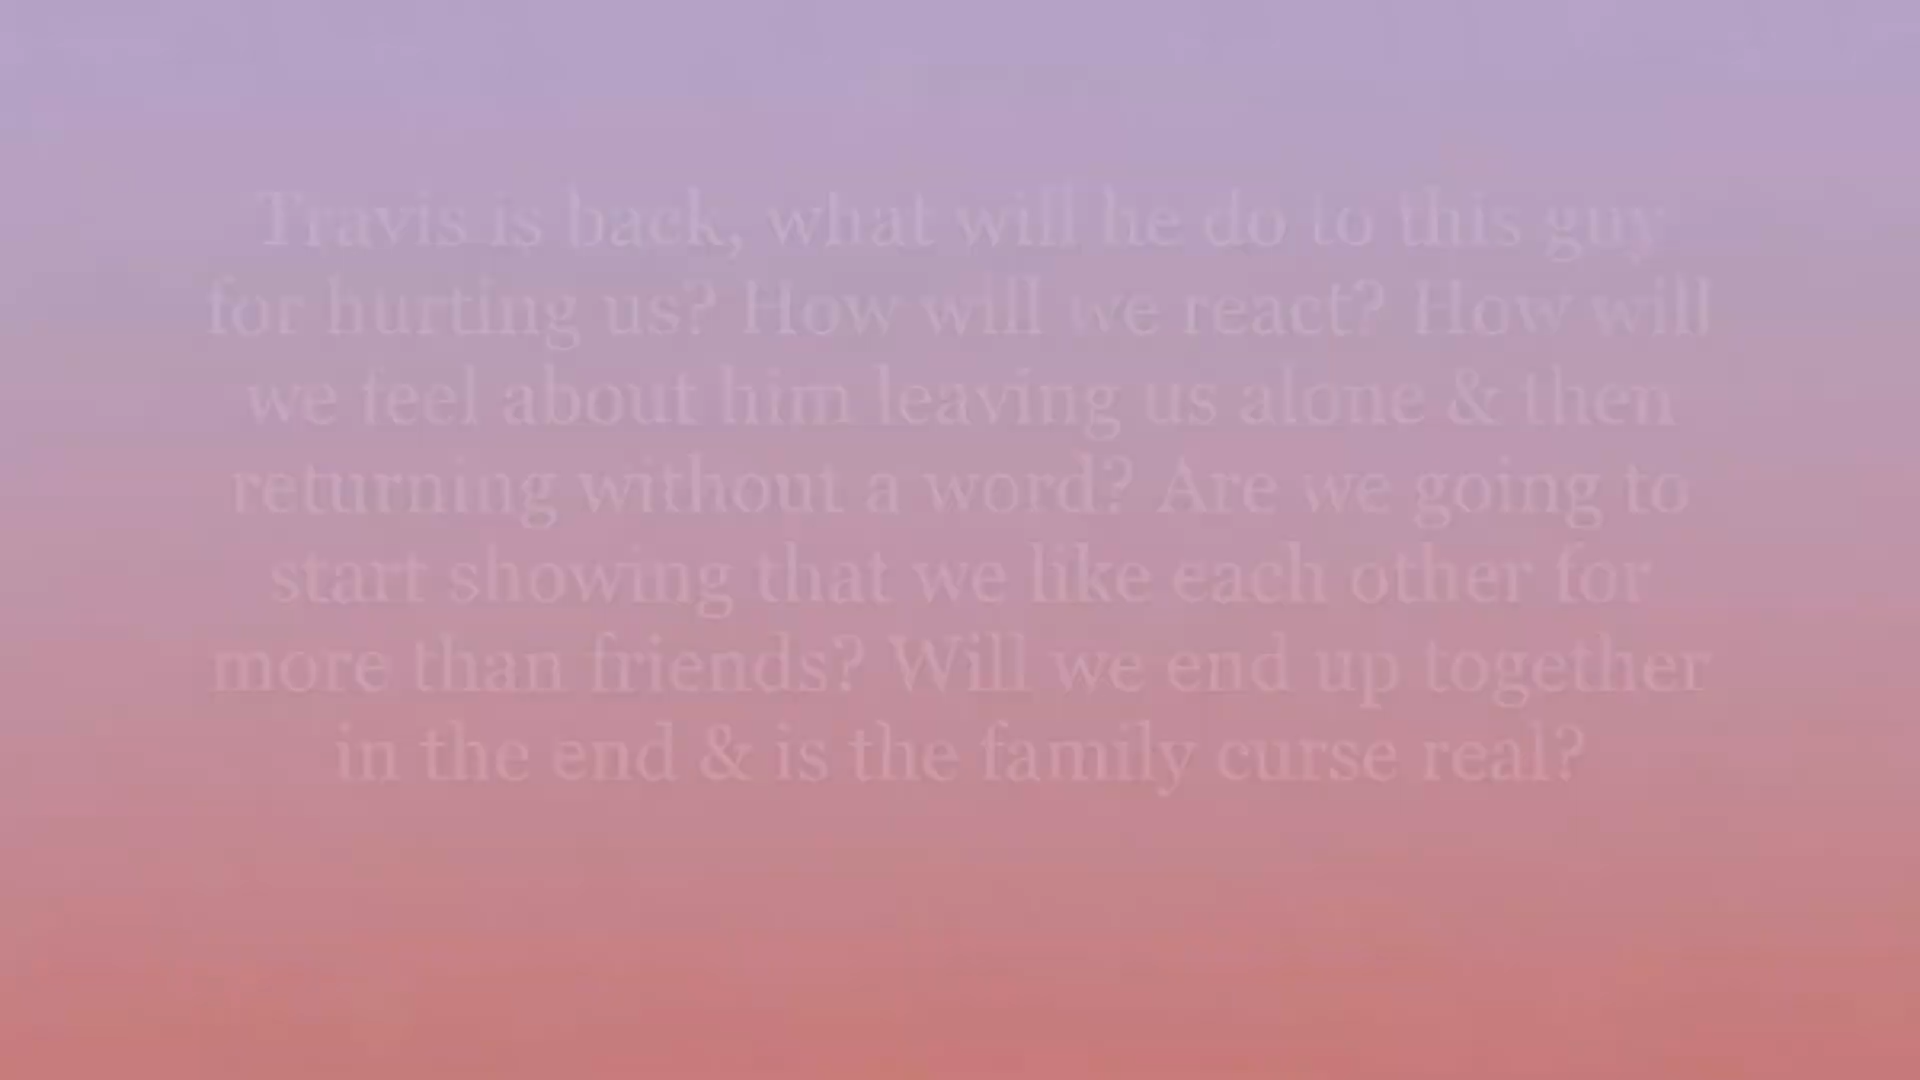 Travis is back, what will he do to this guy
for hurting us? How will we react? How will
we feel about him leaving us alone & then
returning without a word? Are we going to
start showing that we like each other for
more than friends? Will we end up together
in the end & is the family curse real?